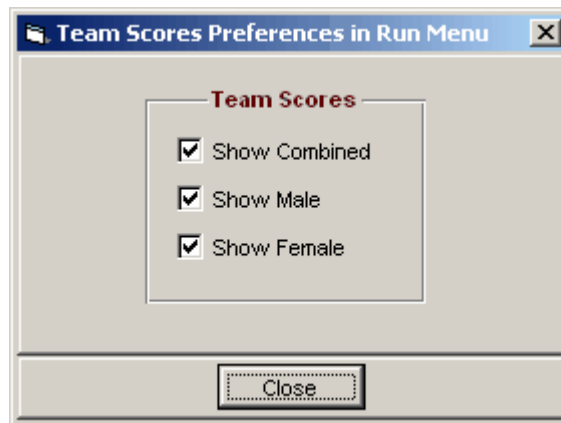 Team Scores Preferences in Run Menu
Team Scores
Show Combined
Show Male
Show Female
Close